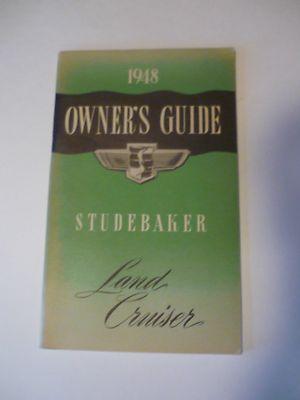 1948
OWNER'S GUIDE
STUDEBAKER
Land
Cruiser